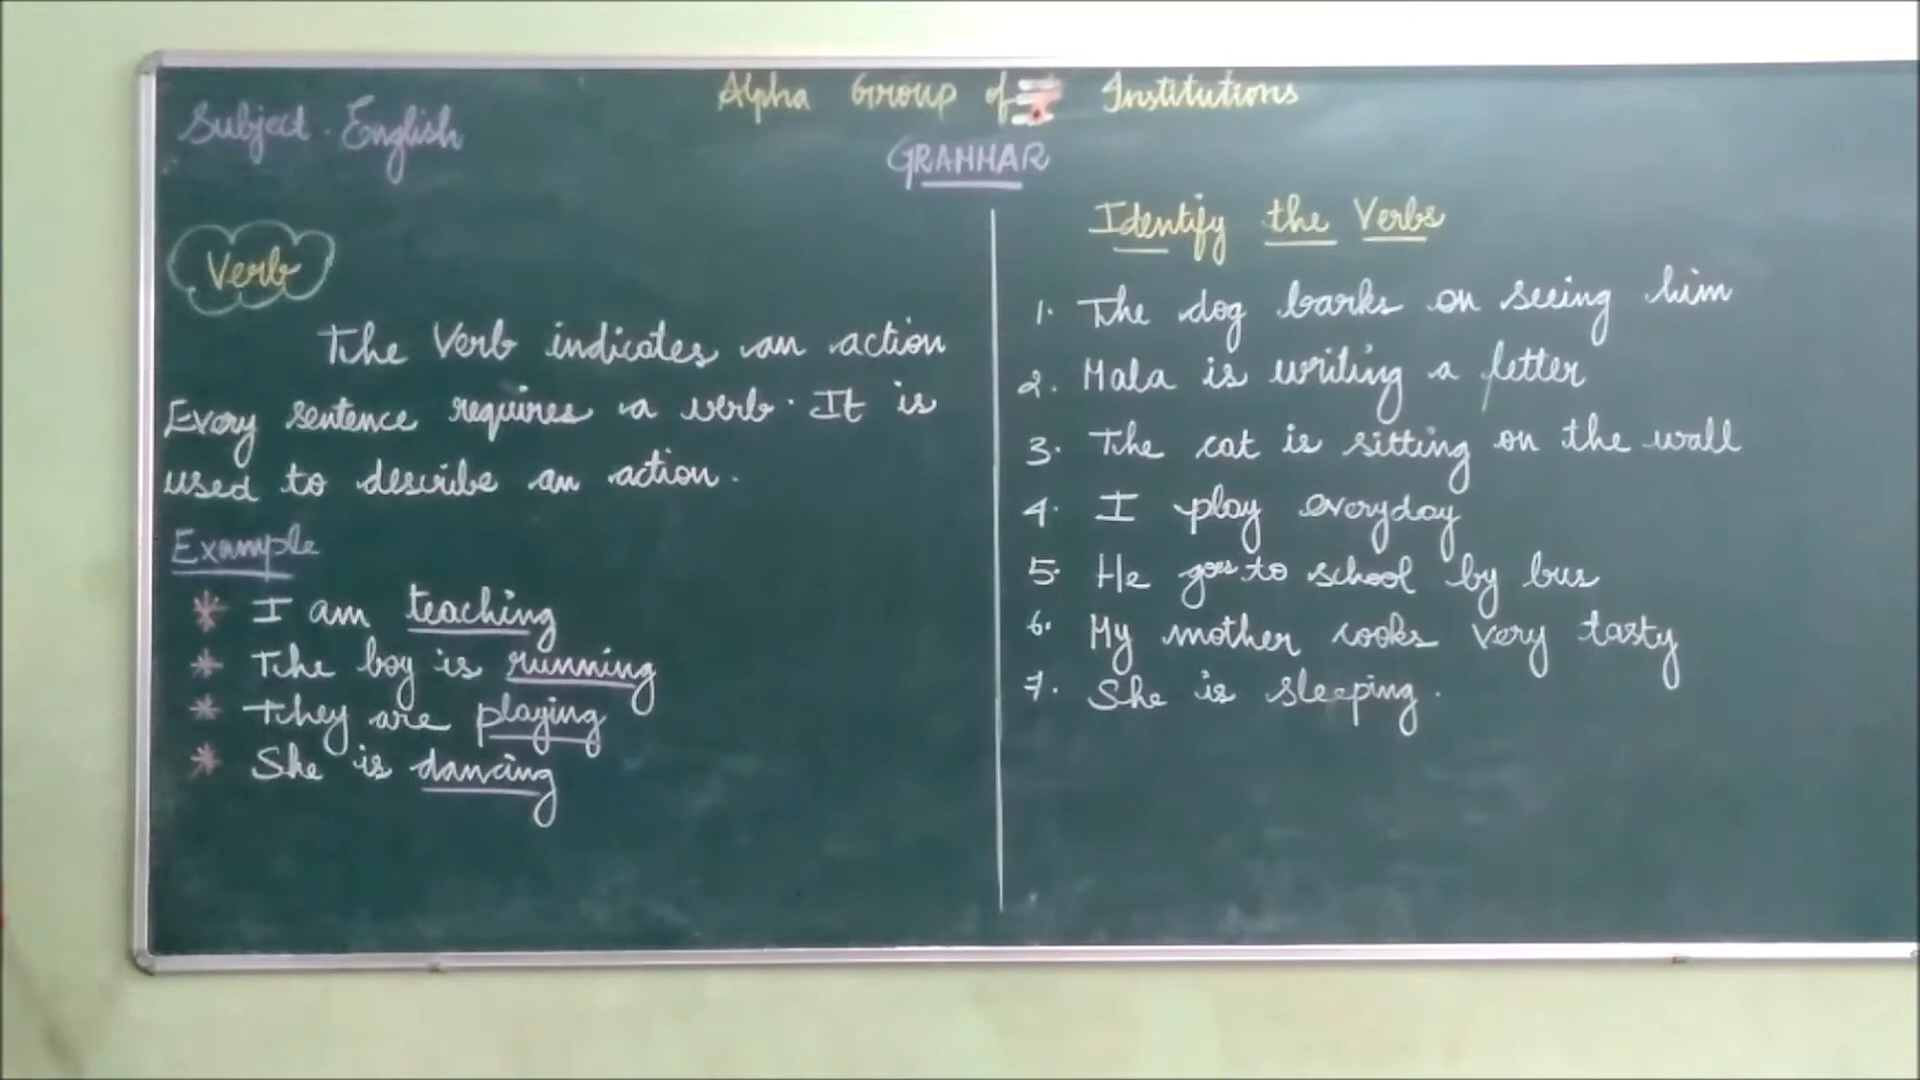 Alpha Group of Institutions
Subject. English
GRAMMAR
Verb
The Verb indicates an action
Every sentence requires a verb. It is
used to describe an action.
Example
* I am teaching
* The boy is running
* They are playing
* She is dancing
Identify the Verbs
1. The dog barks on seeing him
2. Mala is writing a letter
3. The cat is sitting on the wall
4. I play everyday
5. He goes to school by bus
6. My mother cooks very tasty
7. She is sleeping.